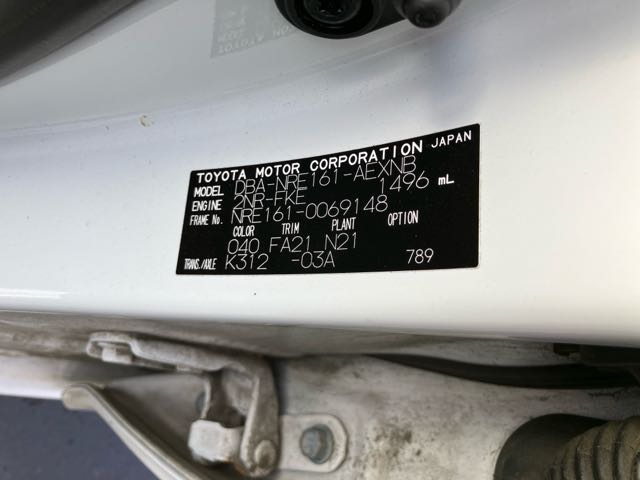 TOYOTA MOTOR CORPORATION JAPAN
MODEL DBA-NRE161-AEXNB
ENGINE 2NR-FKE 1496 mL
FRAME No. NRE161-0069148
COLOR TRIM PLANT OPTION
040 FA21 N21
TRANS./AXLE K312 -03A 789